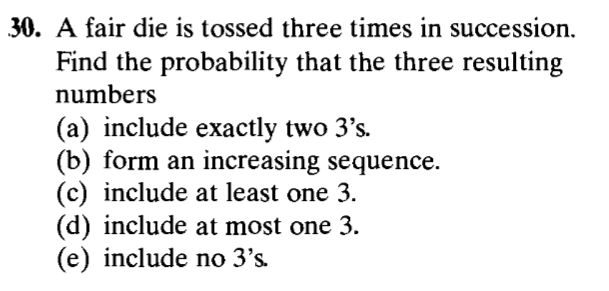 30. A fair die is tossed three times in succession.
Find the probability that the three resulting
numbers
(a) include exactly two 3's.
(b) form an increasing sequence.
(c) include at least one 3.
(d) include at most one 3.
(e) include no 3's.